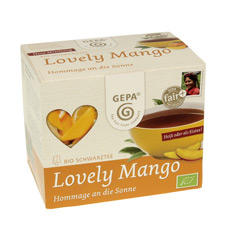 Lovely Mango
Hommage an die Sonne
GEPA
fair+
Heiß oder als Eistee!
BIO SCHWARZTEE
Lovely Mango
Hommage an die Sonne